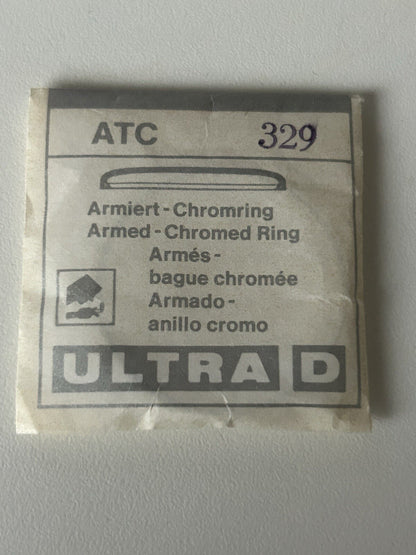 ATC 329
Armiert-Chromring
Armed-Chromed Ring
Armés-
bague chromée
Armado-
anillo cromo
ULTRA D